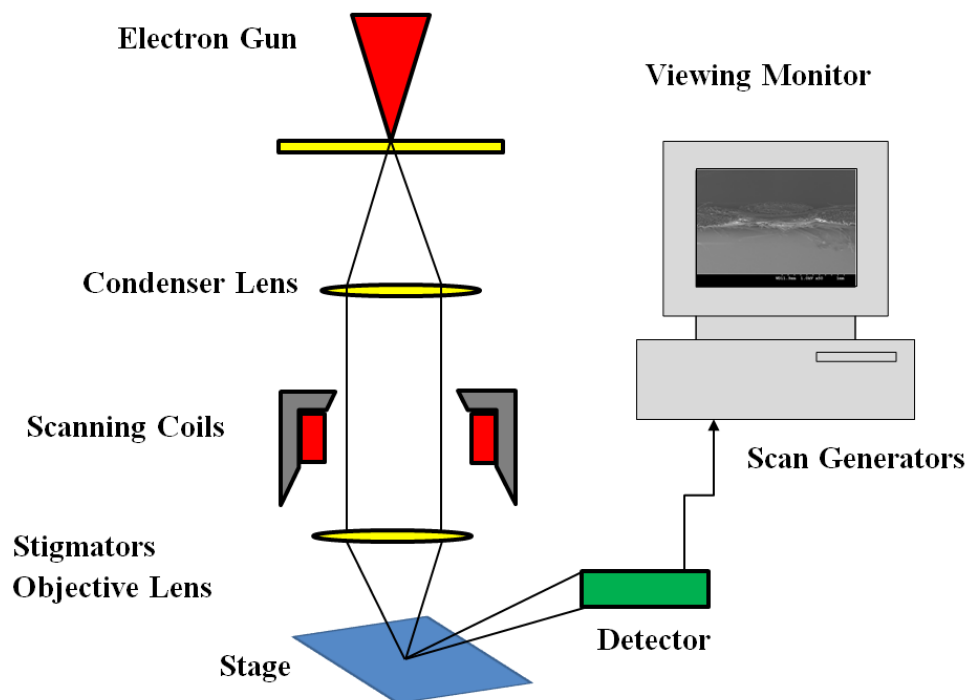 Electron Gun
Viewing Monitor
Condenser Lens
Scanning Coils
Scan Generators
Stigmators
Objective Lens
Detector
Stage